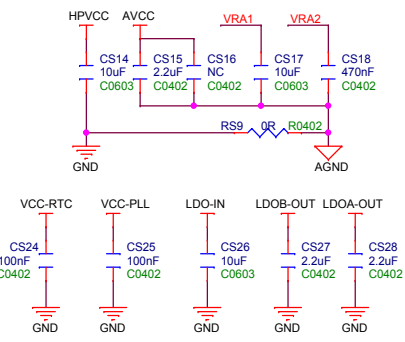 HPVCC AVCC VRA1 VRA2
CS14 CS15 CS16 CS17 CS18
10uF 2.2uF NC 10uF 470nF
C0603 C0402 C0402 C0603 C0402
RS9 0R R0402
GND AGND
VCC-RTC VCC-PLL LDO-IN LDOB-OUT LDOA-OUT
CS24 CS25 CS26 CS27 CS28
100nF 100nF 10uF 2.2uF 2.2uF
C0402 C0402 C0603 C0402 C0402
GND GND GND GND GND